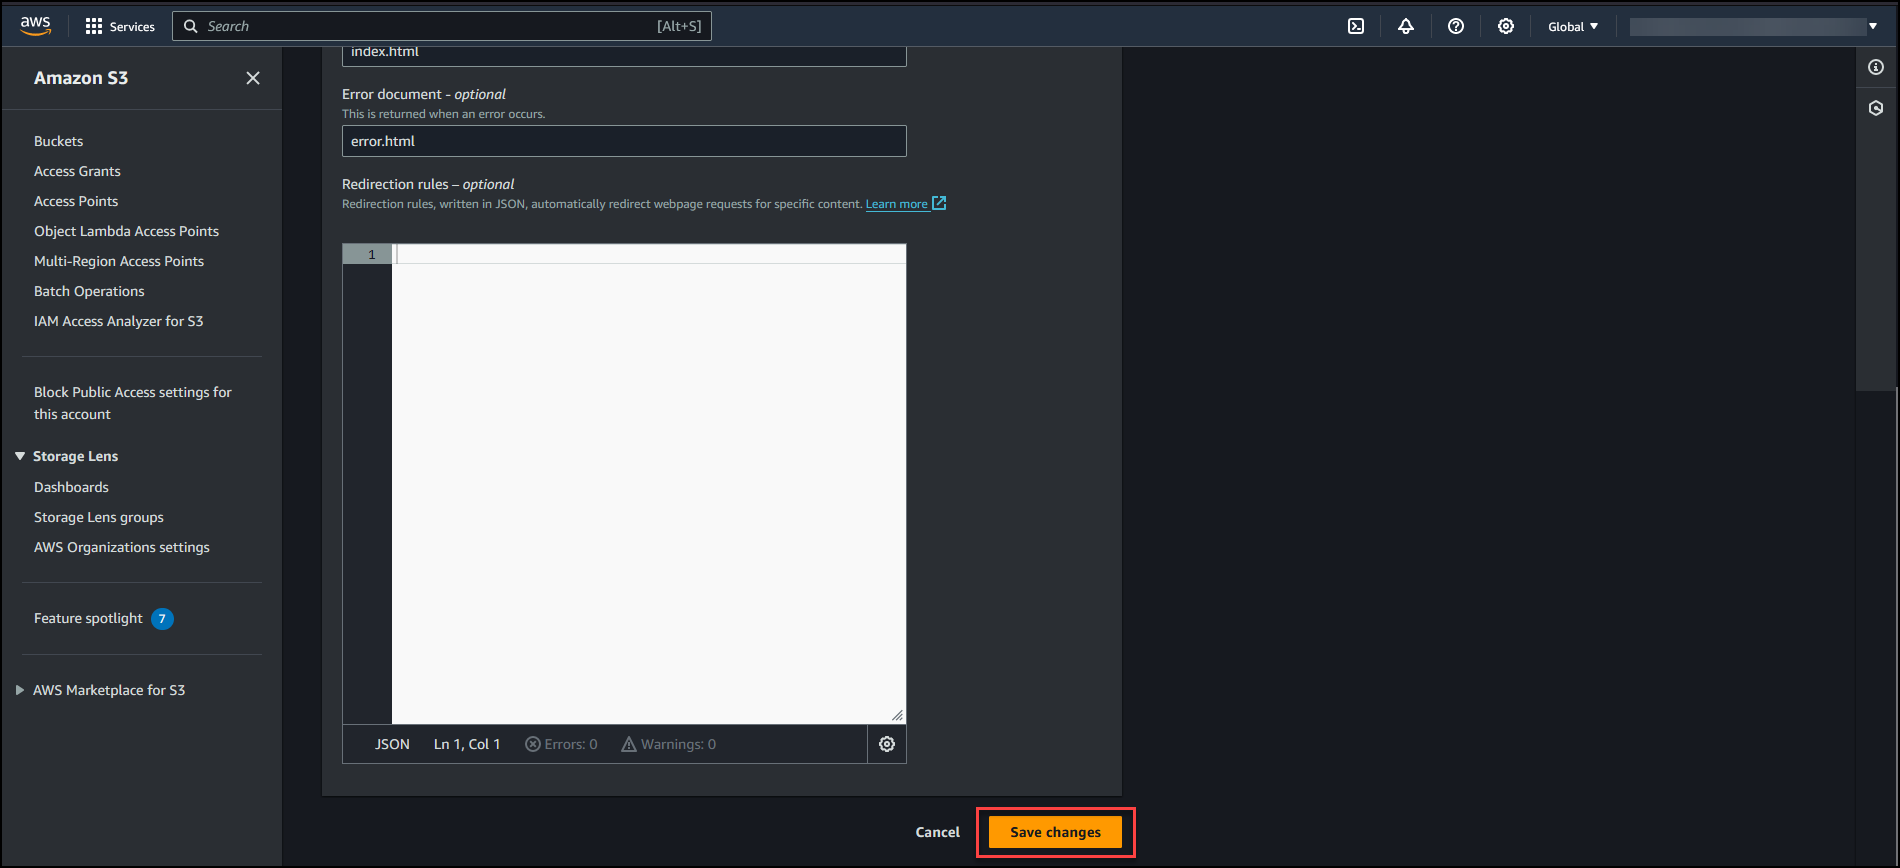 aws
Services
Search
[Alt+S]
Global
Amazon S3
Buckets
Access Grants
Access Points
Object Lambda Access Points
Multi-Region Access Points
Batch Operations
IAM Access Analyzer for S3
Block Public Access settings for
this account
Storage Lens
Dashboards
Storage Lens groups
AWS Organizations settings
Feature spotlight 7
AWS Marketplace for S3
index.html
Error document - optional
This is returned when an error occurs.
error.html
Redirection rules – optional
Redirection rules, written in JSON, automatically redirect webpage requests for specific content. Learn more
1
JSON Ln 1, Col 1 Errors: 0 Warnings: 0
Cancel
Save changes